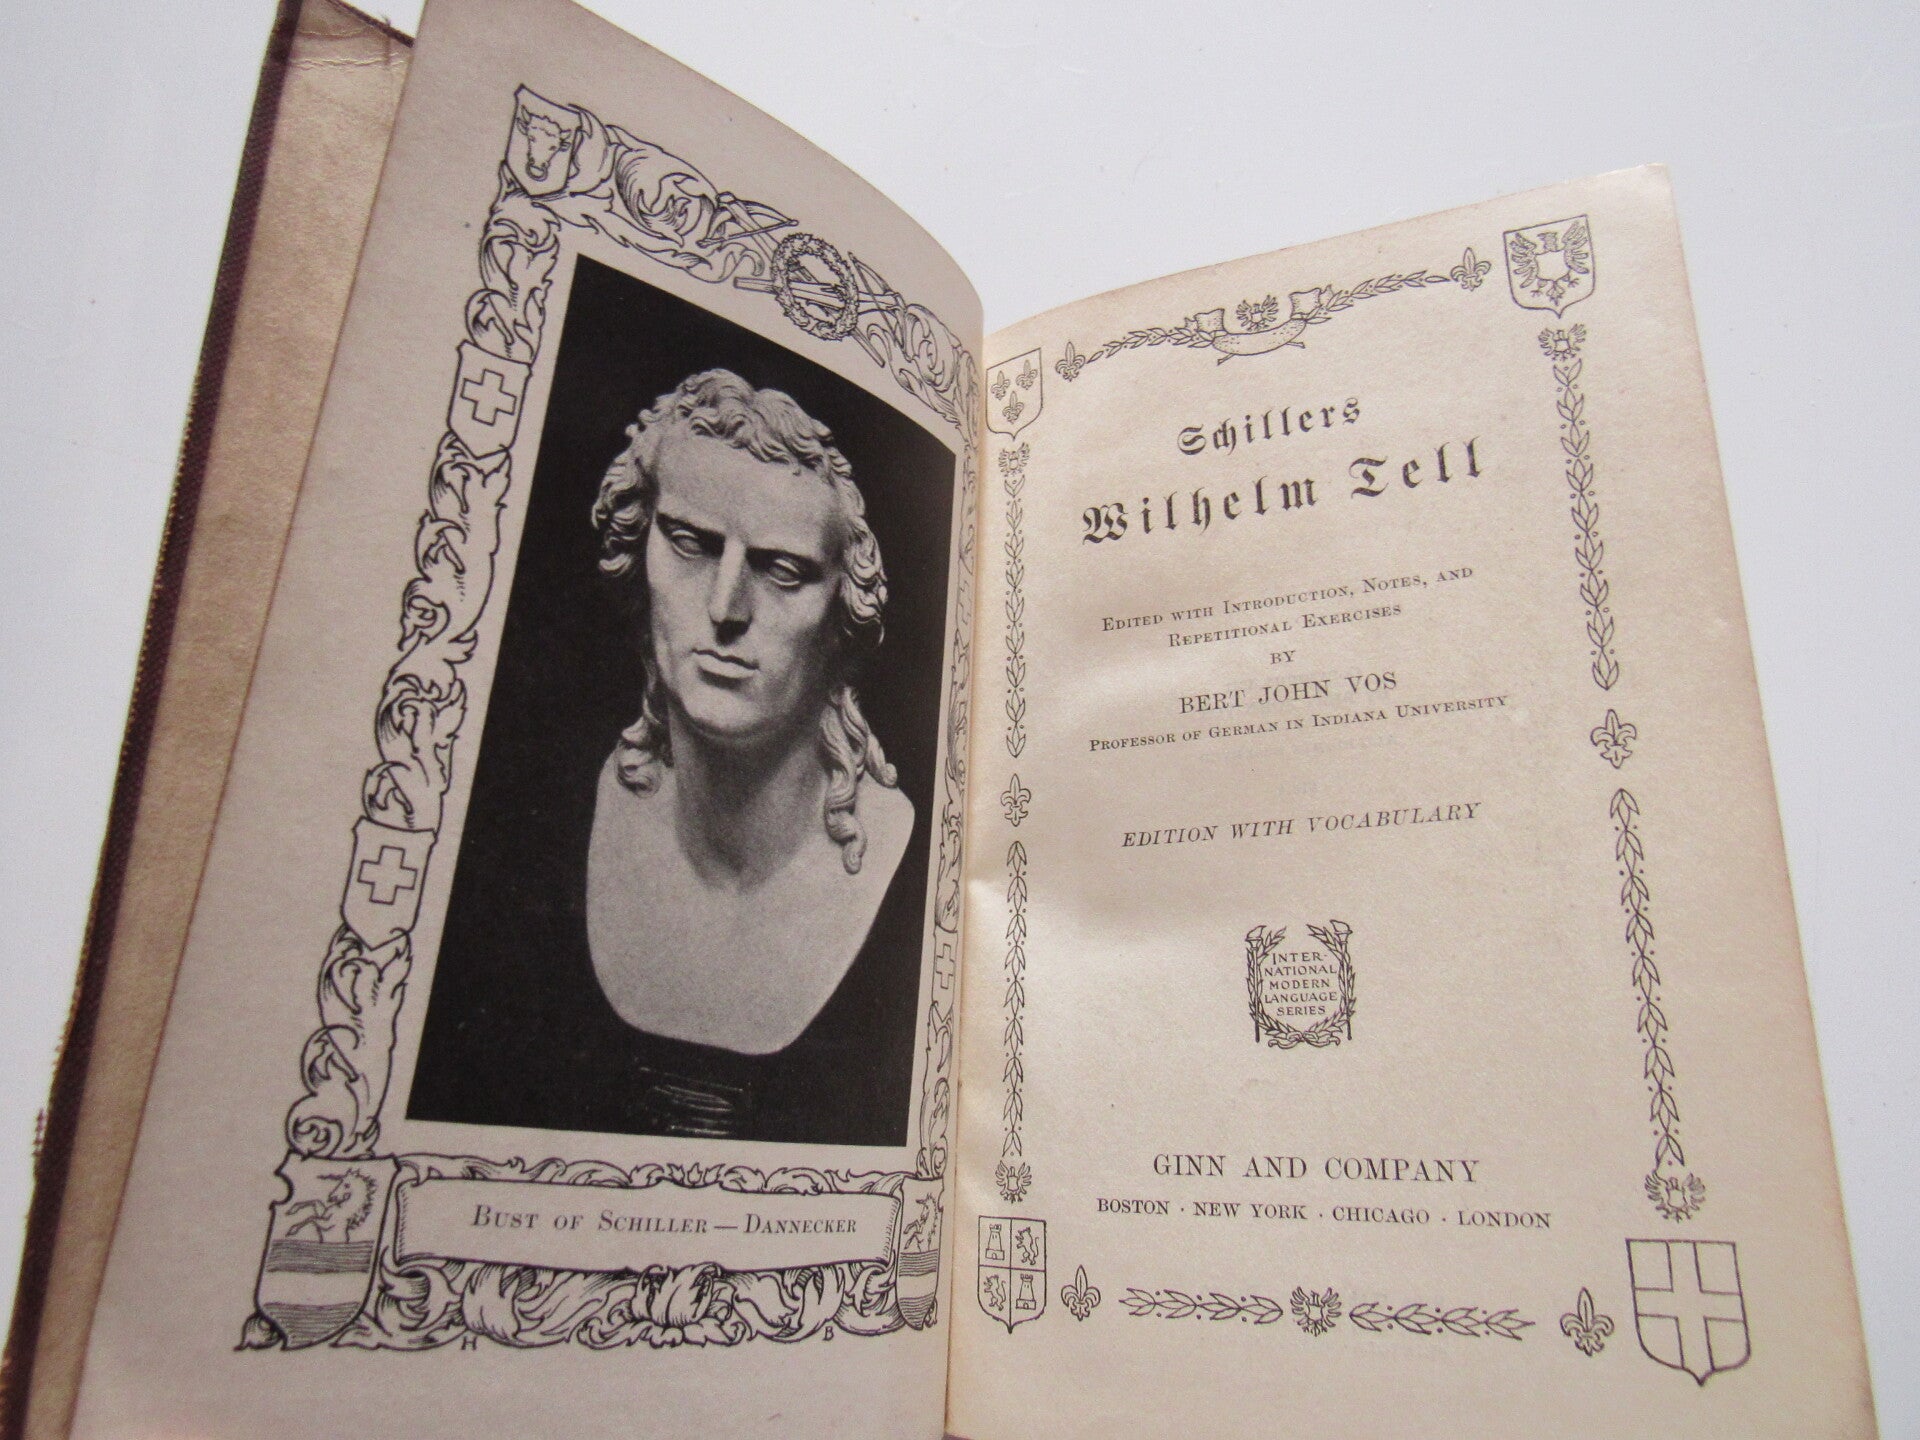 BUST OF SCHILLER — DANNECKER
H B
Schillers
Wilhelm Tell
EDITED WITH INTRODUCTION, NOTES, AND
REPETITIONAL EXERCISES
BY
BERT JOHN VOS
PROFESSOR OF GERMAN IN INDIANA UNIVERSITY
EDITION WITH VOCABULARY
INTER-
NATIONAL
MODERN
LANGUAGE
SERIES
GINN AND COMPANY
BOSTON · NEW YORK · CHICAGO · LONDON